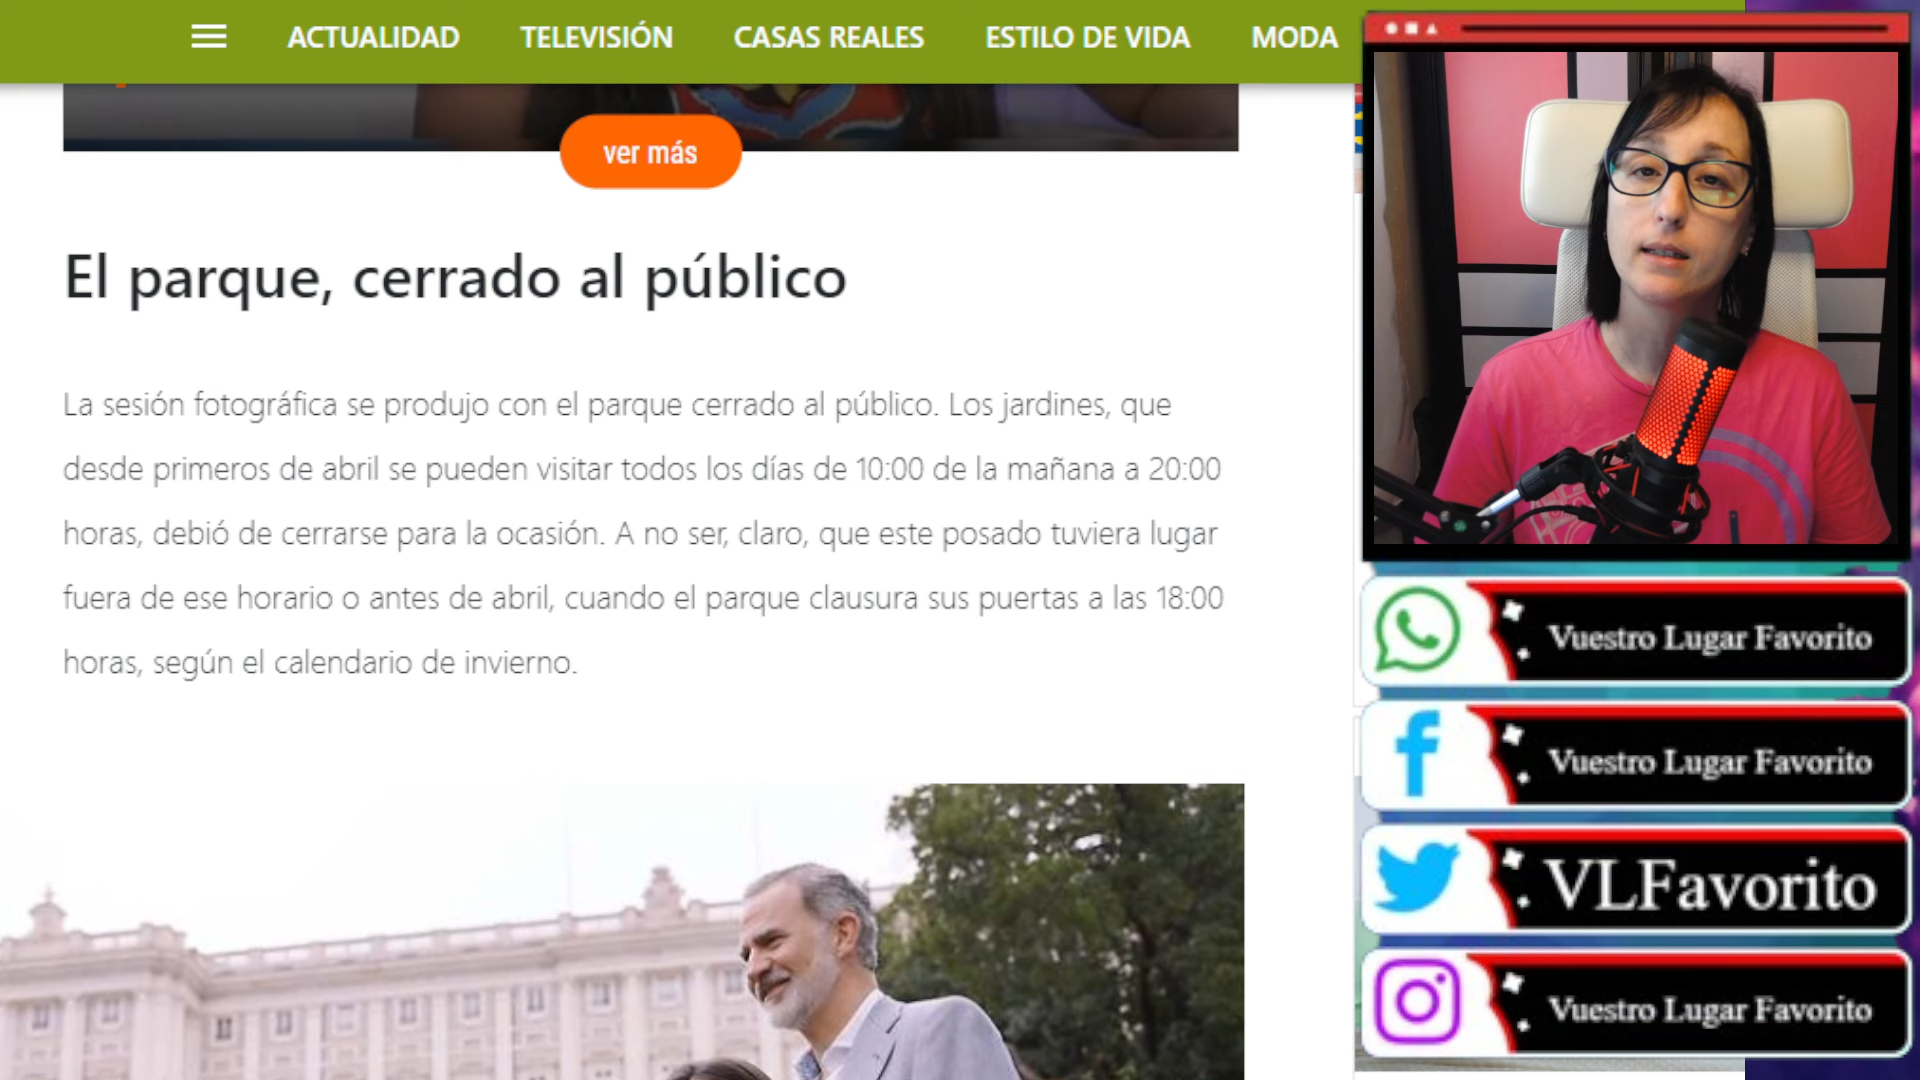 ACTUALIDAD TELEVISIÓN CASAS REALES ESTILO DE VIDA MODA
ver más
El parque, cerrado al público
La sesión fotográfica se produjo con el parque cerrado al público. Los jardines, que
desde primeros de abril se pueden visitar todos los días de 10:00 de la mañana a 20:00
horas, debió de cerrarse para la ocasión. A no ser, claro, que este posado tuviera lugar
fuera de ese horario o antes de abril, cuando el parque clausura sus puertas a las 18:00
horas, según el calendario de invierno.
Vuestro Lugar Favorito
Vuestro Lugar Favorito
VLFavorito
Vuestro Lugar Favorito